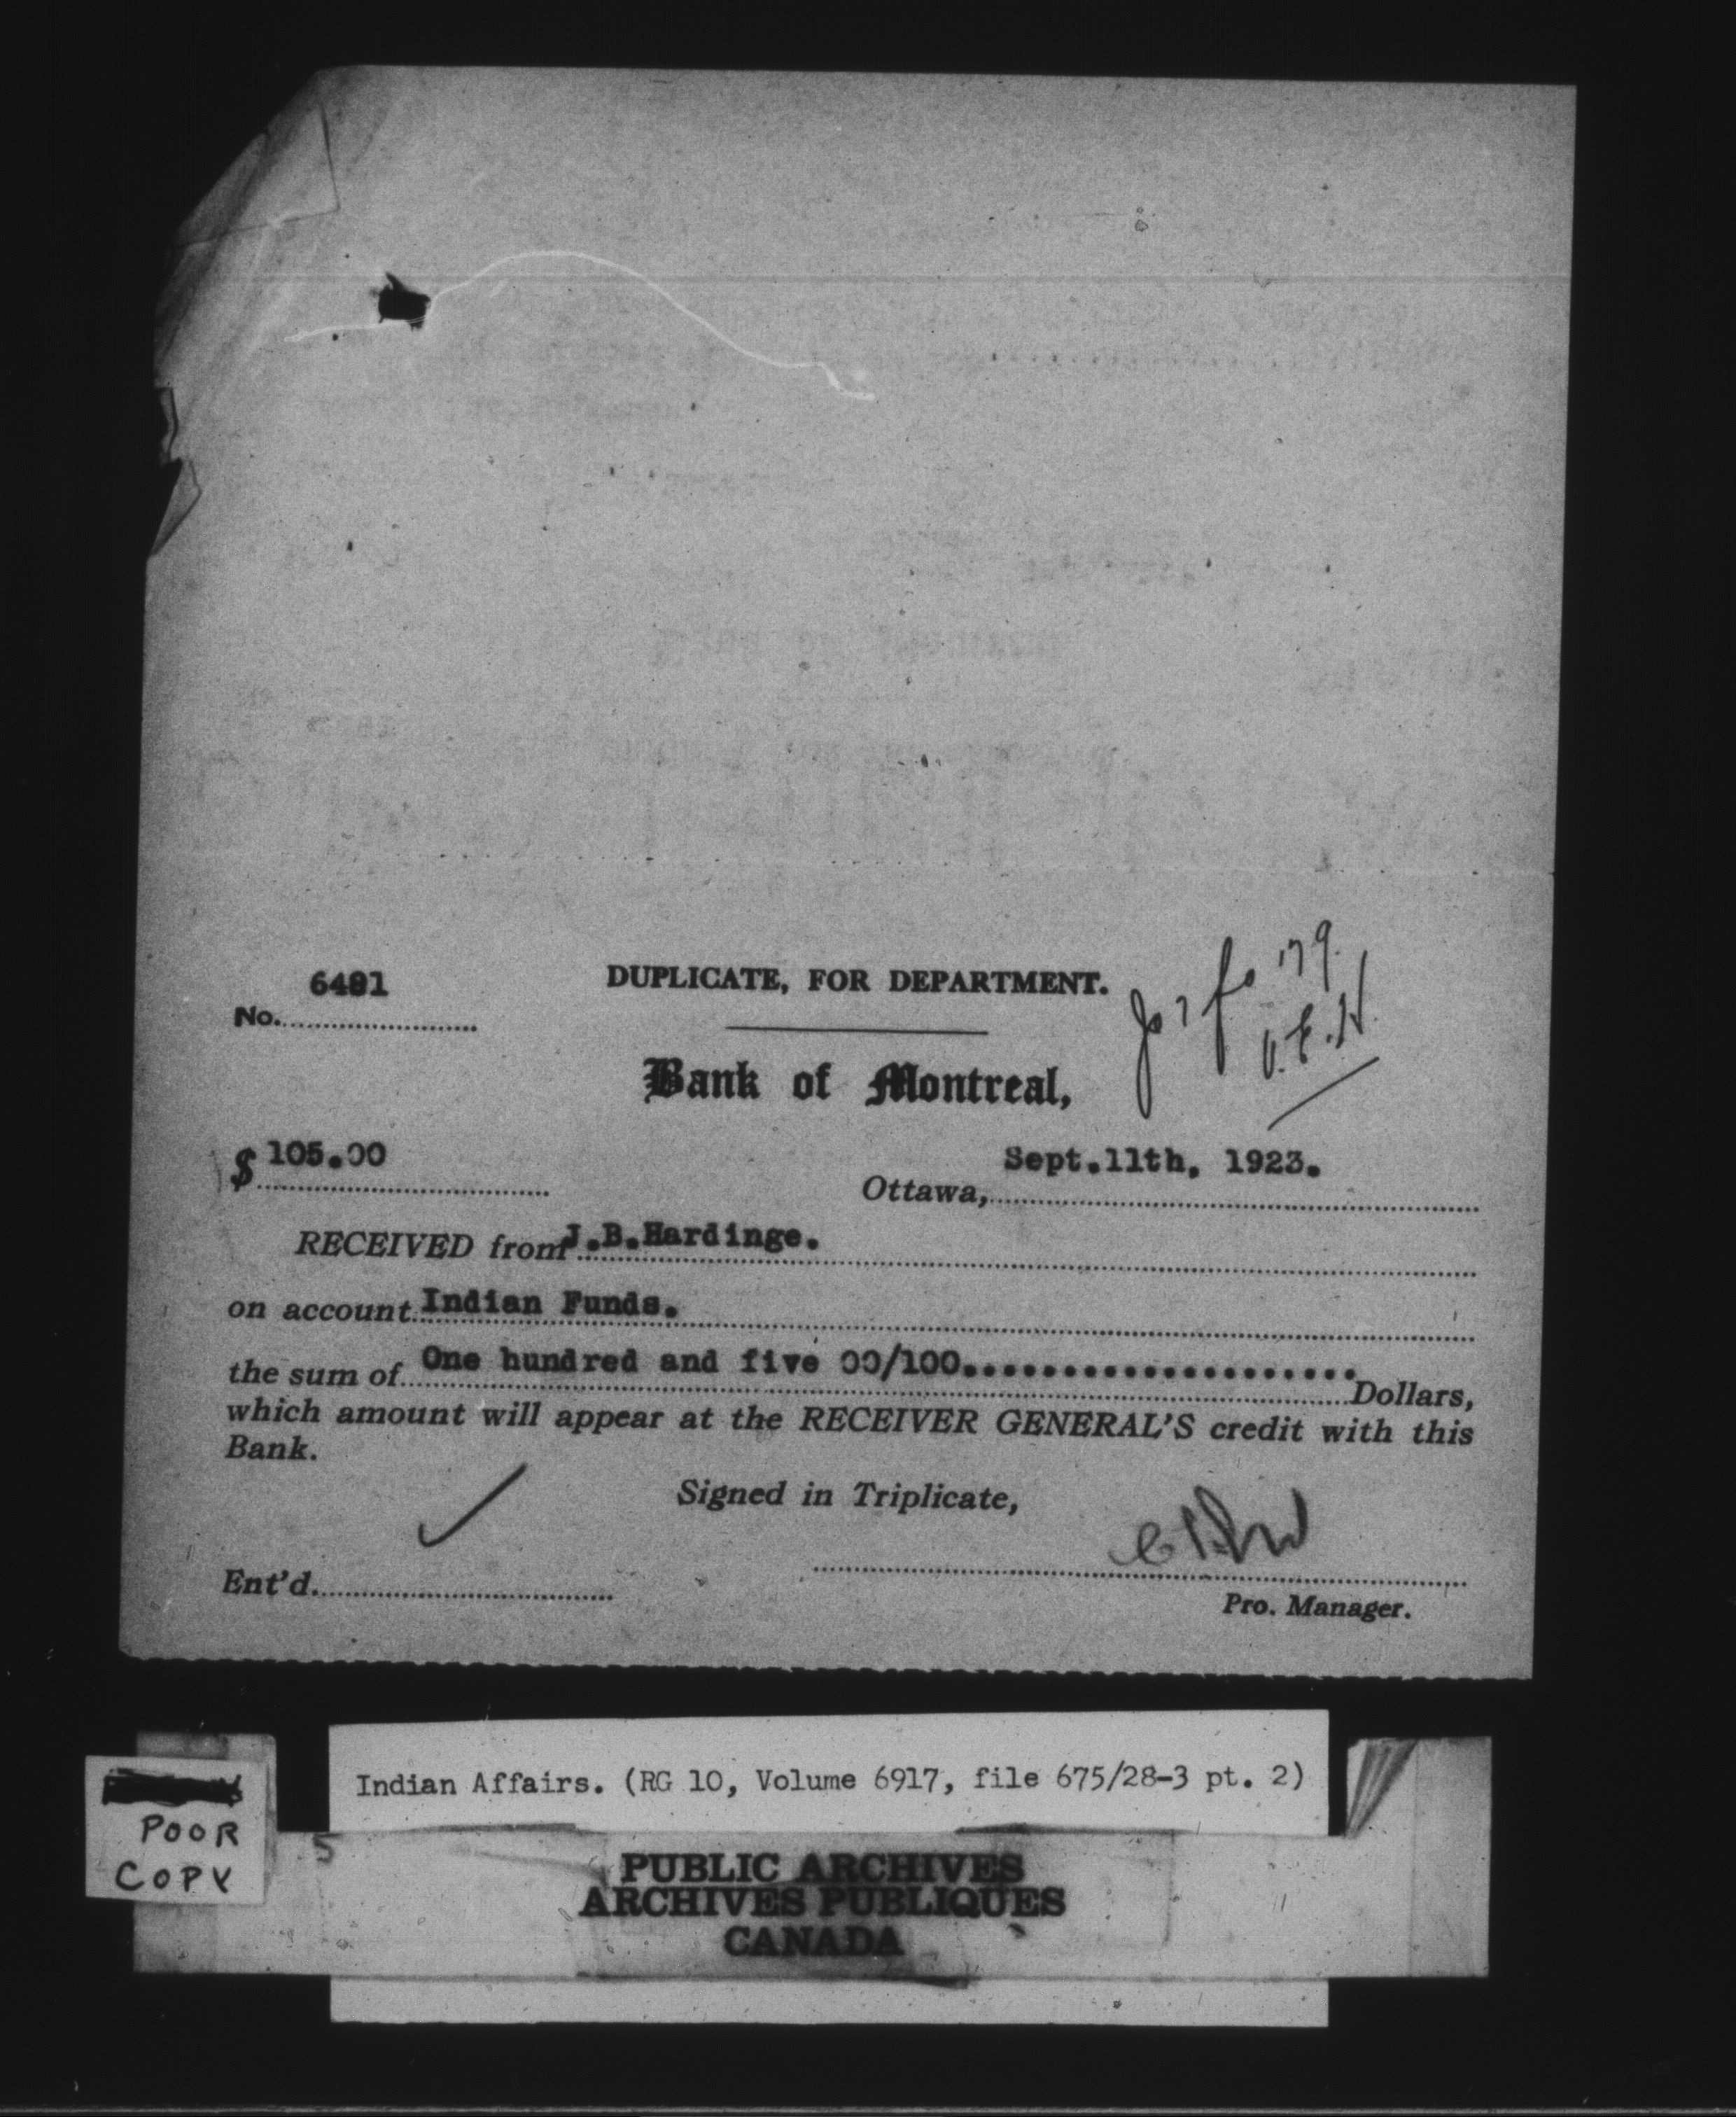 6481
No.
DUPLICATE, FOR DEPARTMENT.
179.
V.E.H.
Bank of Montreal,
$ 105.00
Ottawa, Sept.11th, 1923.
RECEIVED from J.B.Hardinge.
on account Indian Funds.
the sum of One hundred and five 00/100.................... Dollars,
which amount will appear at the RECEIVER GENERAL'S credit with this
Bank.
Signed in Triplicate,
Ent'd.
Pro. Manager.
Indian Affairs. (RG 10, Volume 6917, file 675/28-3 pt. 2)
POOR
COPY
5
PUBLIC ARCHIVES
ARCHIVES PUBLIQUES
CANADA